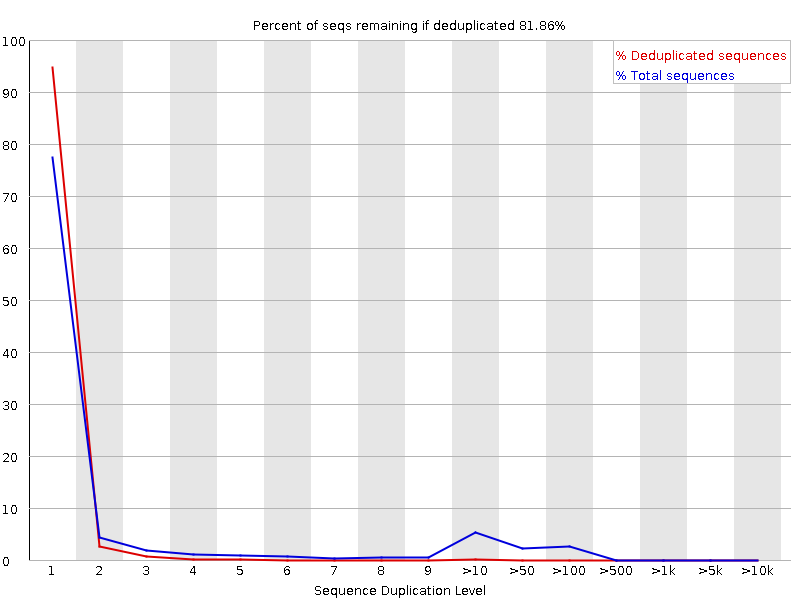 Percent of seqs remaining if deduplicated 81.86%
% Deduplicated sequences
% Total sequences
100
90
80
70
60
50
40
30
20
10
0
1 2 3 4 5 6 7 8 9 >10 >50 >100 >500 >1k >5k >10k
Sequence Duplication Level